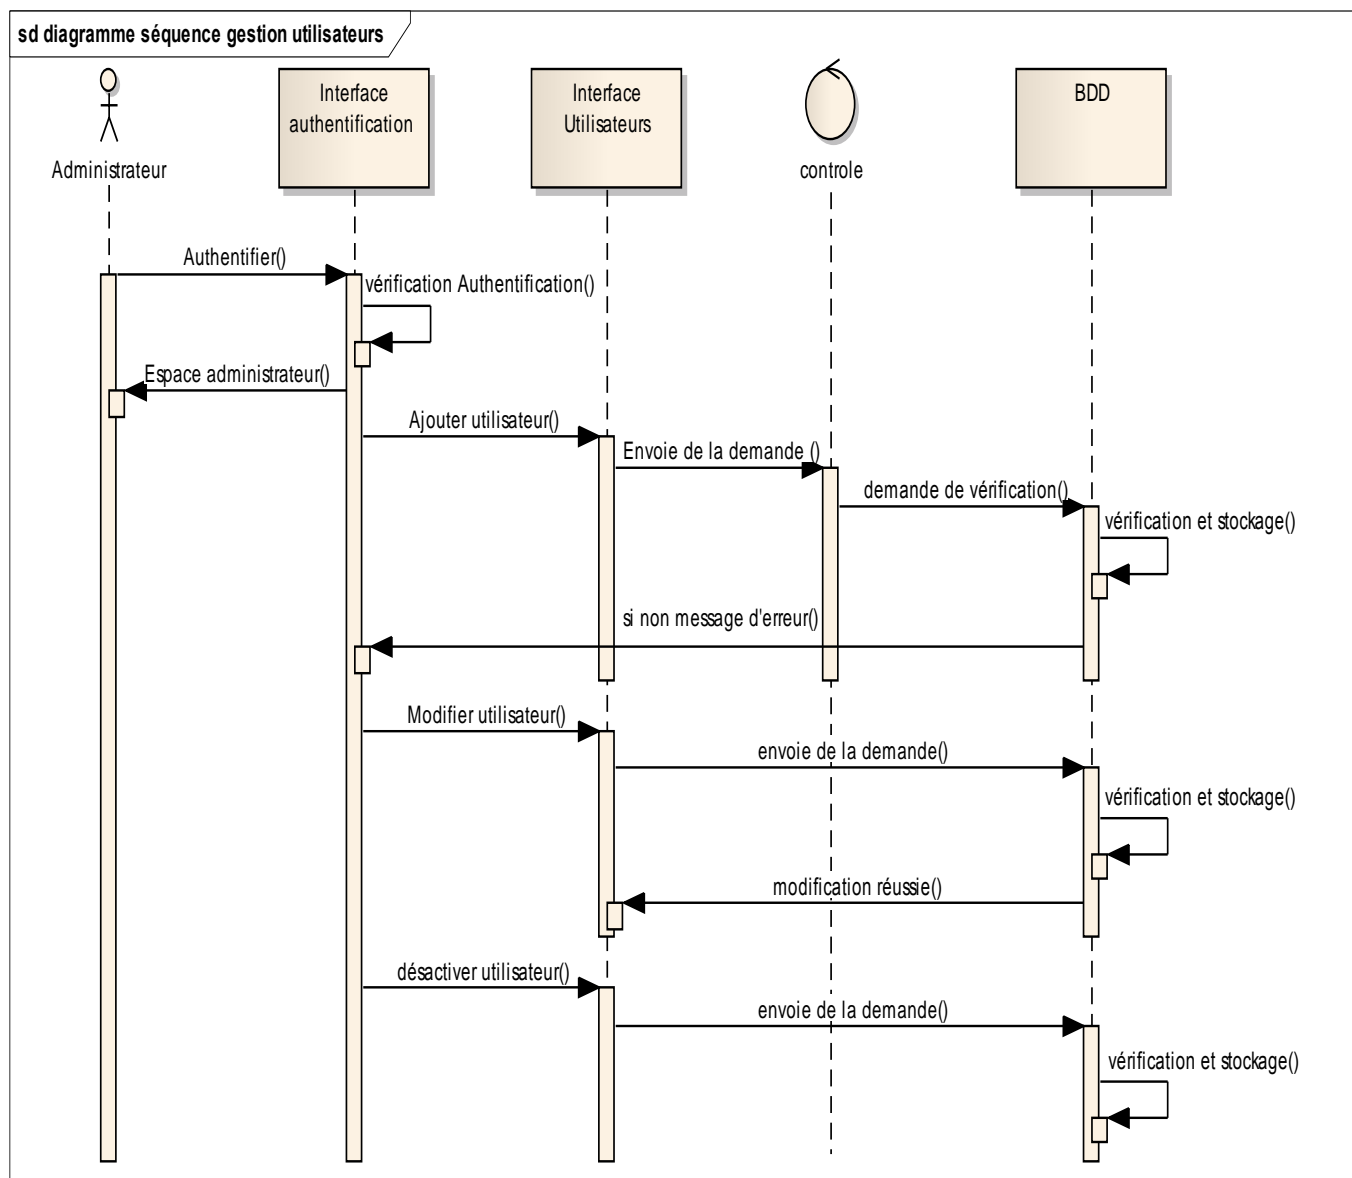 sd diagramme séquence gestion utilisateurs
Administrateur
Interface
authentification
Interface
Utilisateurs
controle
BDD
Authentifier()
vérification Authentification()
Espace administrateur()
Ajouter utilisateur()
Envoie de la demande ()
demande de vérification()
vérification et stockage()
si non message d'erreur()
Modifier utilisateur()
envoie de la demande()
vérification et stockage()
modification réussie()
désactiver utilisateur()
envoie de la demande()
vérification et stockage()